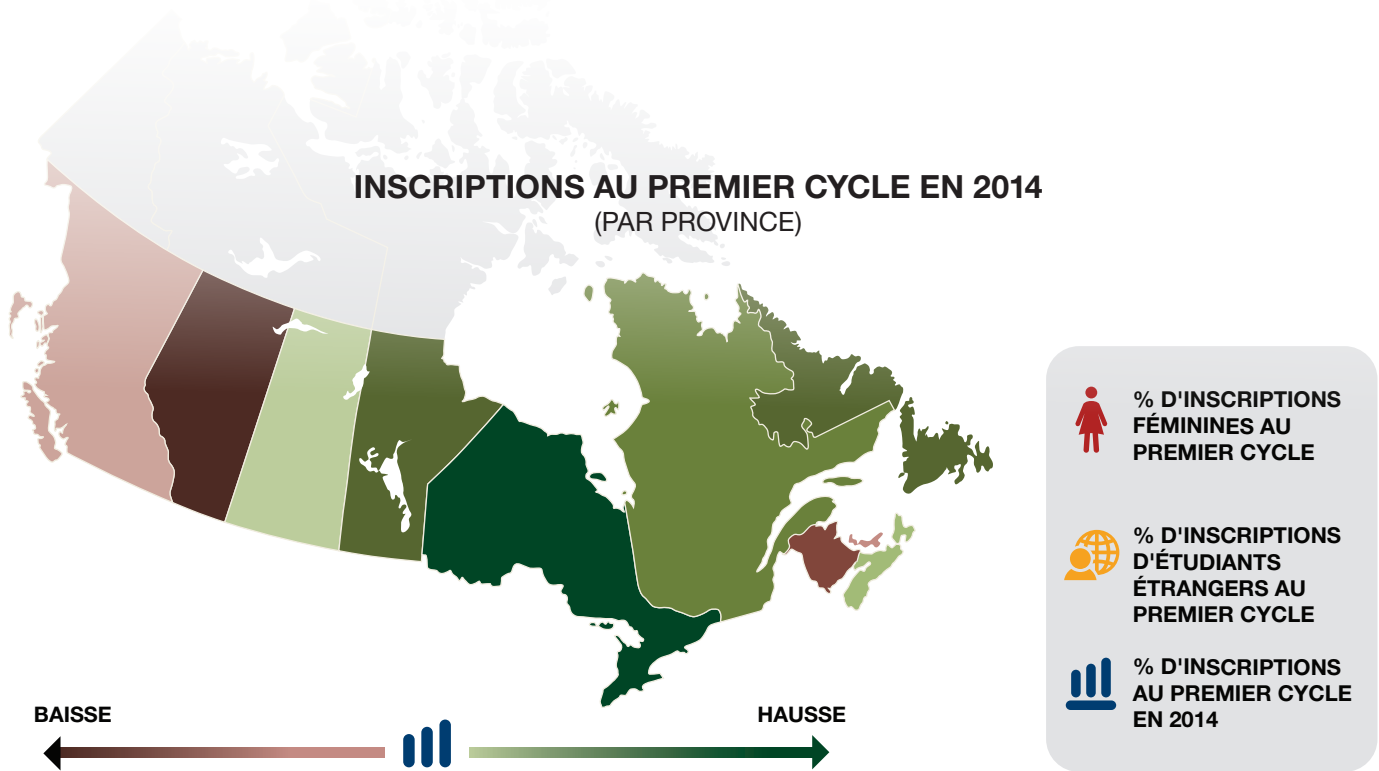 INSCRIPTIONS AU PREMIER CYCLE EN 2014
(PAR PROVINCE)
% D'INSCRIPTIONS
FÉMININES AU
PREMIER CYCLE
% D'INSCRIPTIONS
D'ÉTUDIANTS
ÉTRANGERS AU
PREMIER CYCLE
% D'INSCRIPTIONS
AU PREMIER CYCLE
EN 2014
BAISSE
HAUSSE